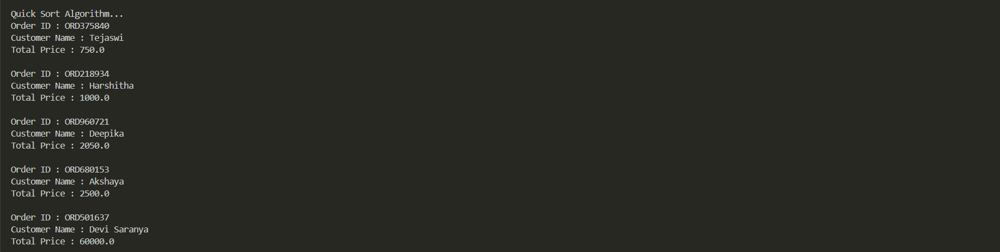 Quick Sort Algorithm...
Order ID : ORD375840
Customer Name : Tejaswi
Total Price : 750.0
Order ID : ORD218934
Customer Name : Harshitha
Total Price : 1000.0
Order ID : ORD960721
Customer Name : Deepika
Total Price : 2050.0
Order ID : ORD680153
Customer Name : Akshaya
Total Price : 2500.0
Order ID : ORD501637
Customer Name : Devi Saranya
Total Price : 60000.0